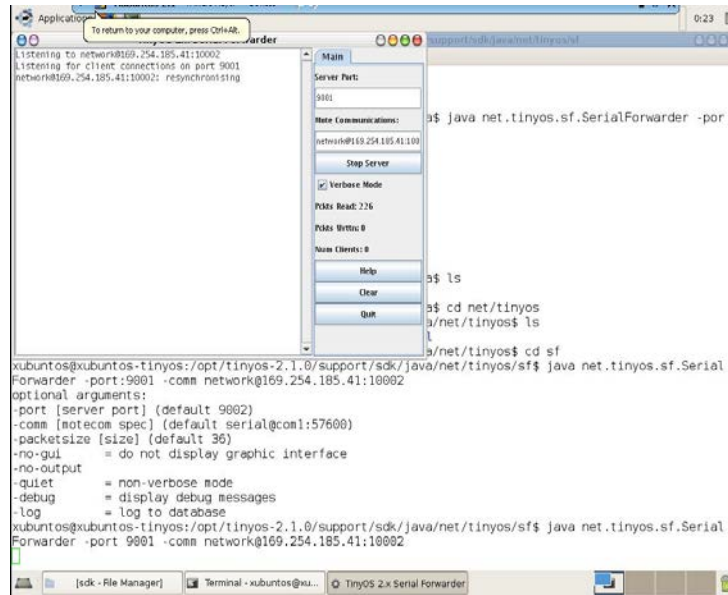 Applications
To return to your computer, press Ctrl+Alt.
0:23
Forwarder
support/sdk/java/net/tinyos/sf
Listening to network@169.254.185.41:10002
Listening for client connections on port 9001
network@169.254.185.41:10002: resynchronising
Main
Server Port:
9001
Mote Communications:
network@169.254.185.41:100
Stop Server
Verbose Mode
Pckts Read: 226
Pckts Wrttn: 0
Num Clients: 0
Help
Clear
Quit
a$ java net.tinyos.sf.SerialForwarder -por
a$ ls
a$ cd net/tinyos
a/net/tinyos$ ls
a/net/tinyos$ cd sf
xubuntos@xubuntos-tinyos:/opt/tinyos-2.1.0/support/sdk/java/net/tinyos/sf$ java net.tinyos.sf.Serial
Forwarder -port:9001 -comm network@169.254.185.41:10002
optional arguments:
-port [server port] (default 9002)
-comm [motecom spec] (default serial@com1:57600)
-packetsize [size] (default 36)
-no-gui = do not display graphic interface
-no-output
-quiet = non-verbose mode
-debug = display debug messages
-log = log to database
xubuntos@xubuntos-tinyos:/opt/tinyos-2.1.0/support/sdk/java/net/tinyos/sf$ java net.tinyos.sf.Serial
Forwarder -port 9001 -comm network@169.254.185.41:10002
[sdk - File Manager]
Terminal - xubuntos@xu...
TinyOS 2.x Serial Forwarder